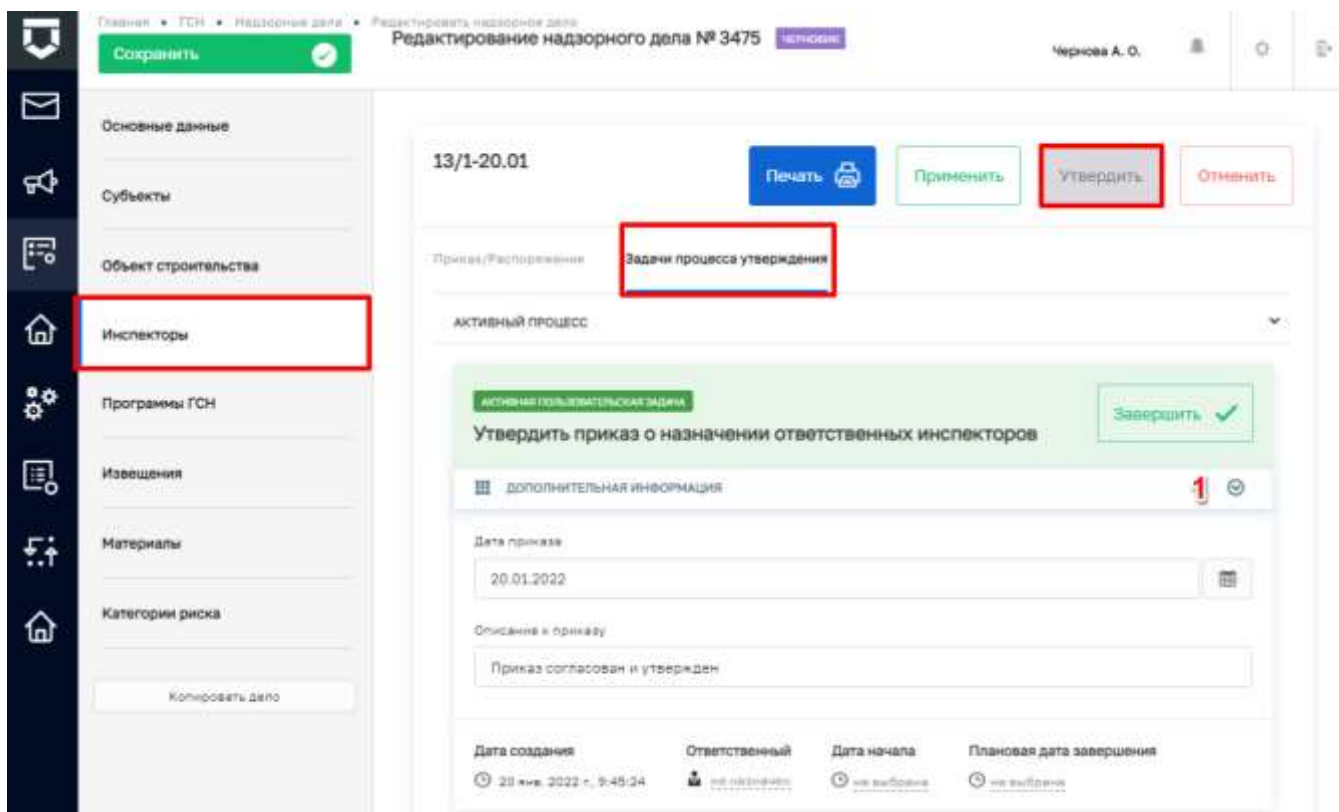 Главная • ГСН • Надзорные дела • Редактировать надзорное дело
Сохранить
Редактирование надзорного дела № 3475 ЧЕРНОВИК
Чернова А. О.
Основные данные
Субъекты
Объект строительства
Инспекторы
Программы ГСН
Извещения
Материалы
Категории риска
Копировать дело
13/1-20.01
Печать
Применить
Утвердить
Отменить
Приказ/Распоряжение
Задачи процесса утверждения
АКТИВНЫЙ ПРОЦЕСС
АКТИВНАЯ ПОЛЬЗОВАТЕЛЬСКАЯ ЗАДАЧА
Утвердить приказ о назначении ответственных инспекторов
Завершить
ДОПОЛНИТЕЛЬНАЯ ИНФОРМАЦИЯ
1
Дата приказа
20.01.2022
Описание к приказу
Приказ согласован и утвержден
Дата создания
Ответственный
Дата начала
Плановая дата завершения
20 янв. 2022 г., 9:45:24
не назначен
не выбрана
не выбрана